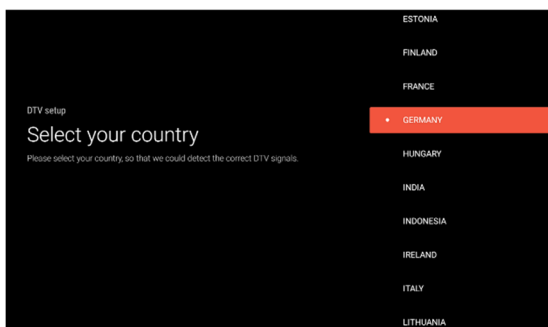 DTV setup
Select your country
Please select your country, so that we could detect the correct DTV signals.
ESTONIA
FINLAND
FRANCE
GERMANY
HUNGARY
INDIA
INDONESIA
IRELAND
ITALY
LITHUANIA